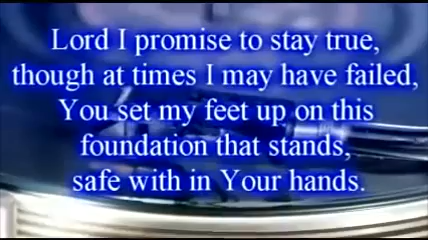 Lord I promise to stay true,
though at times I may have failed,
You set my feet up on this
foundation that stands,
safe with in Your hands.